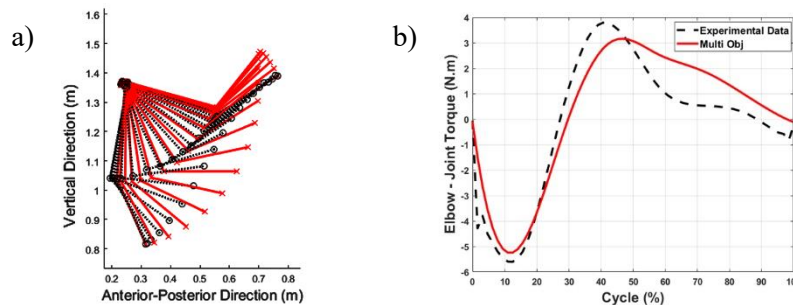 a)
1.6
1.5
1.4
1.3
1.2
1.1
1
0.9
0.8
Vertical Direction (m)
0.2 0.3 0.4 0.5 0.6 0.7 0.8
Anterior-Posterior Direction (m)
b)
4
3
2
1
0
-1
-2
-3
-4
-5
-6
Elbow - Joint Torque (N.m)
Experimental Data
Multi Obj
0 10 20 30 40 50 60 70 80 90 100
Cycle (%)